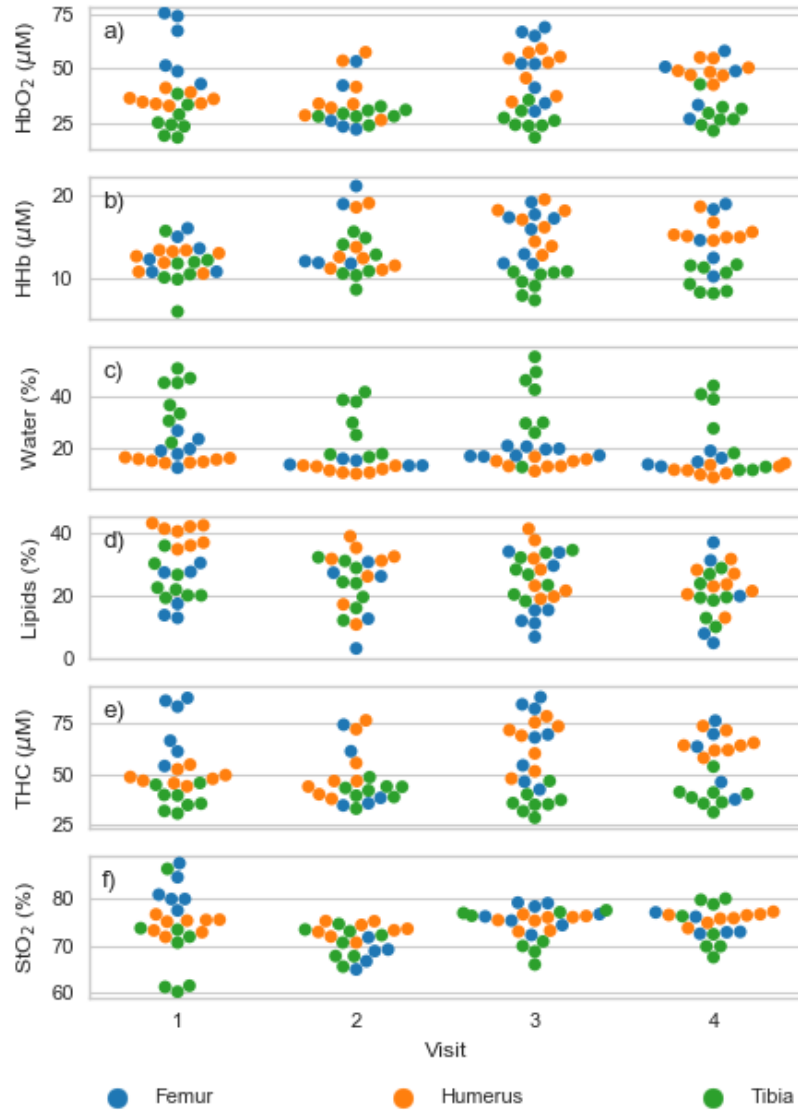 a)
HbO₂ (μM)
75
50
25
b)
HHb (μM)
20
10
c)
Water (%)
40
20
d)
Lipids (%)
40
20
0
e)
THC (μM)
75
50
25
f)
StO₂ (%)
80
70
60
1 2 3 4
Visit
Femur Humerus Tibia